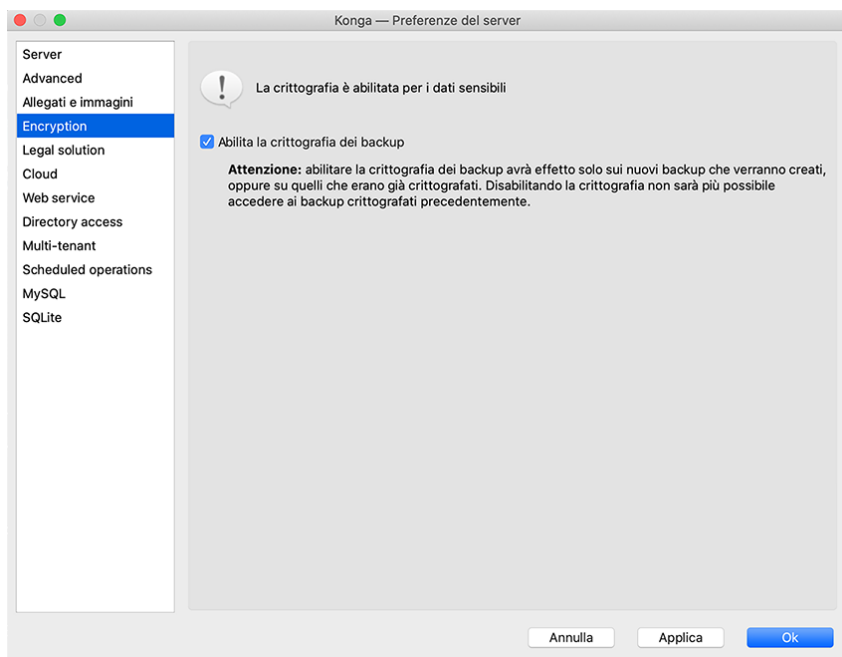 Konga — Preferenze del server
Server
Advanced
Allegati e immagini
Encryption
Legal solution
Cloud
Web service
Directory access
Multi-tenant
Scheduled operations
MySQL
SQLite
La crittografia è abilitata per i dati sensibili
Abilita la crittografia dei backup
Attenzione: abilitare la crittografia dei backup avrà effetto solo sui nuovi backup che verranno creati,
oppure su quelli che erano già crittografati. Disabilitando la crittografia non sarà più possibile
accedere ai backup crittografati precedentemente.
Annulla
Applica
Ok